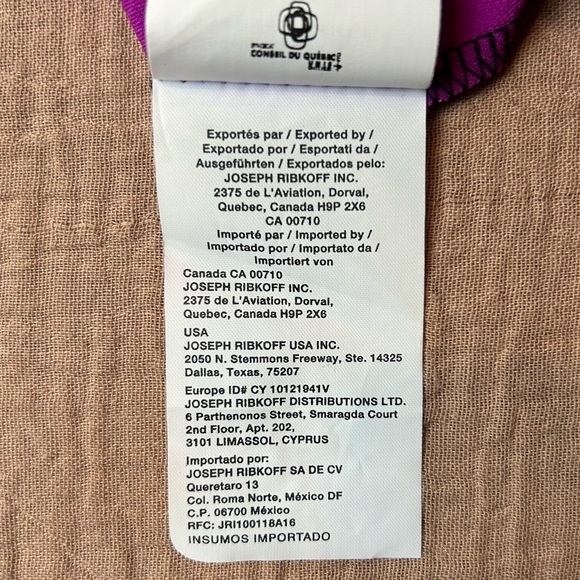 CONSEIL DU QUÉBEC
Exportés par / Exported by /
Exportado por / Esportati da /
Ausgeführten / Exportados pelo:
JOSEPH RIBKOFF INC.
2375 de L'Aviation, Dorval,
Quebec, Canada H9P 2X6
CA 00710
Importé par / Imported by /
Importado por / Importato da /
Importiert von
Canada CA 00710
JOSEPH RIBKOFF INC.
2375 de L'Aviation, Dorval,
Quebec, Canada H9P 2X6
USA
JOSEPH RIBKOFF USA INC.
2050 N. Stemmons Freeway, Ste. 14325
Dallas, Texas, 75207
Europe ID# CY 10121941V
JOSEPH RIBKOFF DISTRIBUTIONS LTD.
6 Parthenonos Street, Smaragda Court
2nd Floor, Apt. 202,
3101 LIMASSOL, CYPRUS
Importado por:
JOSEPH RIBKOFF SA DE CV
Queretaro 13
Col. Roma Norte, México DF
C.P. 06700 México
RFC: JRI100118A16
INSUMOS IMPORTADO